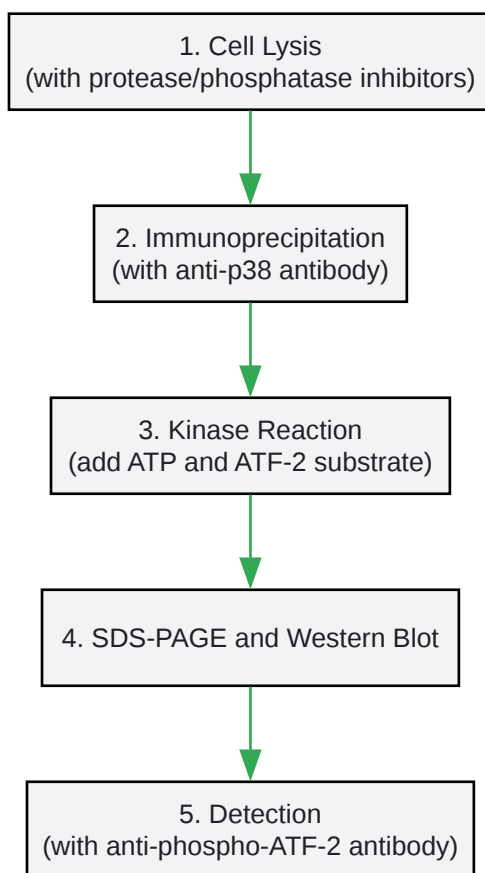 1. Cell Lysis
(with protease/phosphatase inhibitors)
2. Immunoprecipitation
(with anti-p38 antibody)
3. Kinase Reaction
(add ATP and ATF-2 substrate)
4. SDS-PAGE and Western Blot
5. Detection
(with anti-phospho-ATF-2 antibody)